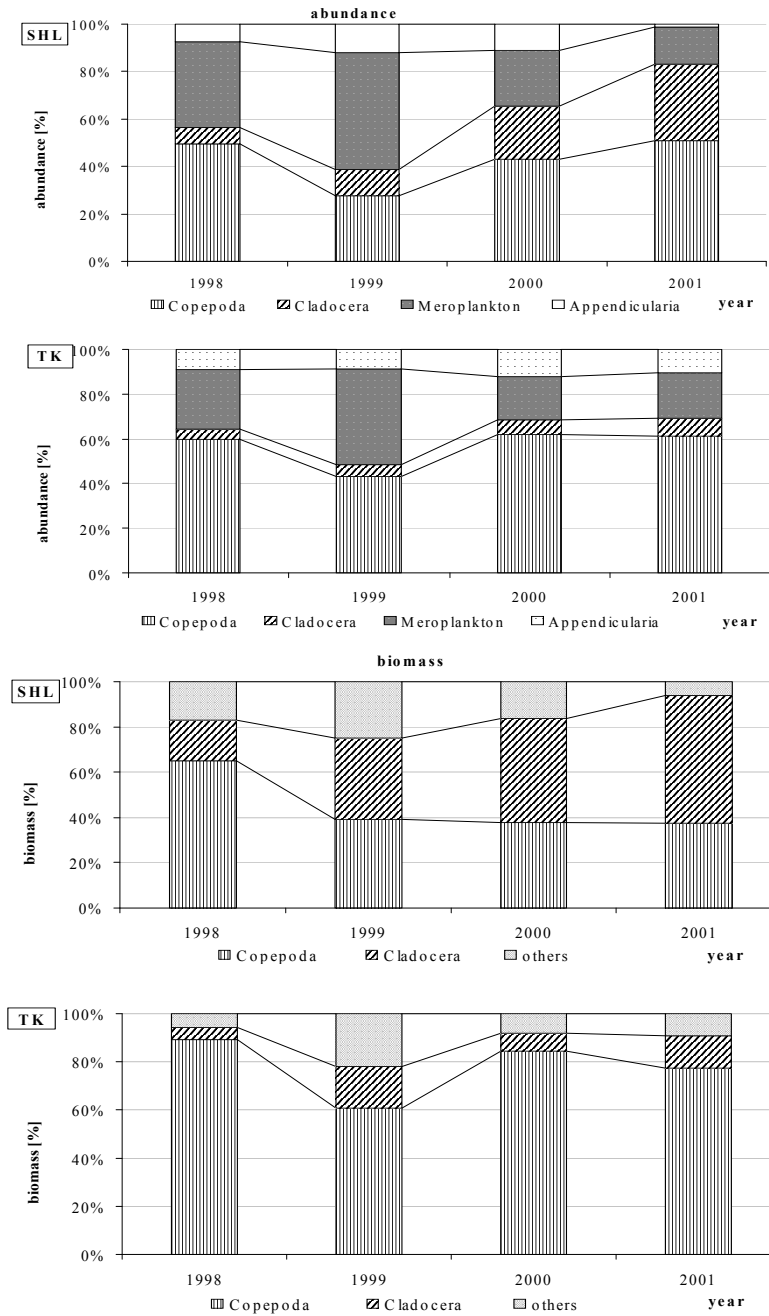 abundance
SHL
100%
80%
60%
40%
20%
0%
abundance [%]
1998 1999 2000 2001
year
Copepoda Cladocera Meroplankton Appendicularia
TK
100%
80%
60%
40%
20%
0%
abundance [%]
1998 1999 2000 2001
Copepoda Cladocera Meroplankton Appendicularia year
biomass
SHL
100%
80%
60%
40%
20%
0%
biomass [%]
1998 1999 2000 2001
Copepoda Cladocera others year
TK
100%
80%
60%
40%
20%
0%
biomass [%]
1998 1999 2000 2001
Copepoda Cladocera others year